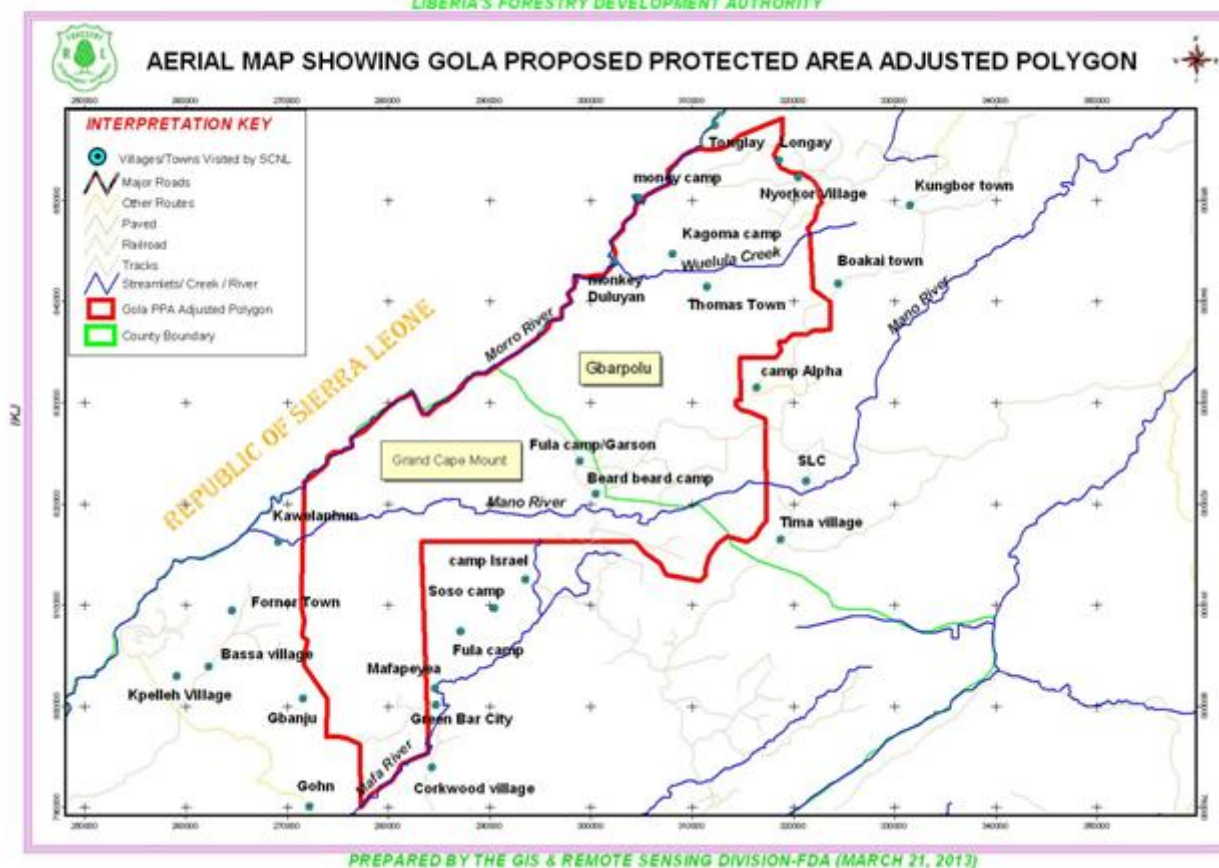 LIBERIA'S FORESTRY DEVELOPMENT AUTHORITY
AERIAL MAP SHOWING GOLA PROPOSED PROTECTED AREA ADJUSTED POLYGON
INTERPRETATION KEY
Villages/Towns Visited by SCNL
Major Roads
Other Routes
Paved
Railroad
Tracks
Streamlets/ Creek / River
Gola PPA Adjusted Polygon
County Boundary
REPUBLIC OF SIERRA LEONE
Tonglay
Longay
money camp
Nyorkor Village
Kungbor town
Kagoma camp
Wuelula Creek
Boakai town
monkey
Duluyan
Thomas Town
Mano River
Morro River
Gbarpolu
camp Alpha
Grand Cape Mount
Fula camp/Garson
Beard beard camp
SLC
Mano River
Kawelahun
Tima village
camp Israel
Soso camp
Forner Town
Fula camp
Bassa village
Mafapeyea
Kpelleh Village
Gbanju
Green Bar City
Mafa River
Gohn
Corkwood village
PREPARED BY THE GIS & REMOTE SENSING DIVISION-FDA (MARCH 21, 2013)